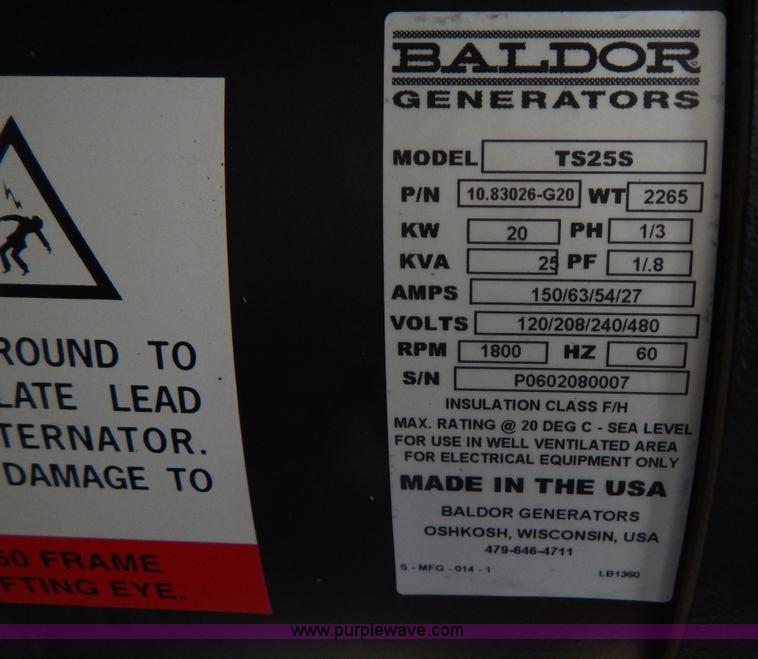 BALDOR
GENERATORS
MODEL TS25S
P/N 10.83026-G20 WT 2265
KW 20 PH 1/3
KVA 25 PF 1/.8
AMPS 150/63/54/27
VOLTS 120/208/240/480
RPM 1800 HZ 60
S/N P0602080007
INSULATION CLASS F/H
MAX. RATING @ 20 DEG C - SEA LEVEL
FOR USE IN WELL VENTILATED AREA
FOR ELECTRICAL EQUIPMENT ONLY
MADE IN THE USA
BALDOR GENERATORS
OSHKOSH, WISCONSIN, USA
479-646-4711
S - MFG - 014 - 1 LB1360
ROUND TO
LATE LEAD
TERNATOR.
DAMAGE TO
60 FRAME
FTING EYE.
www.purplewave.com